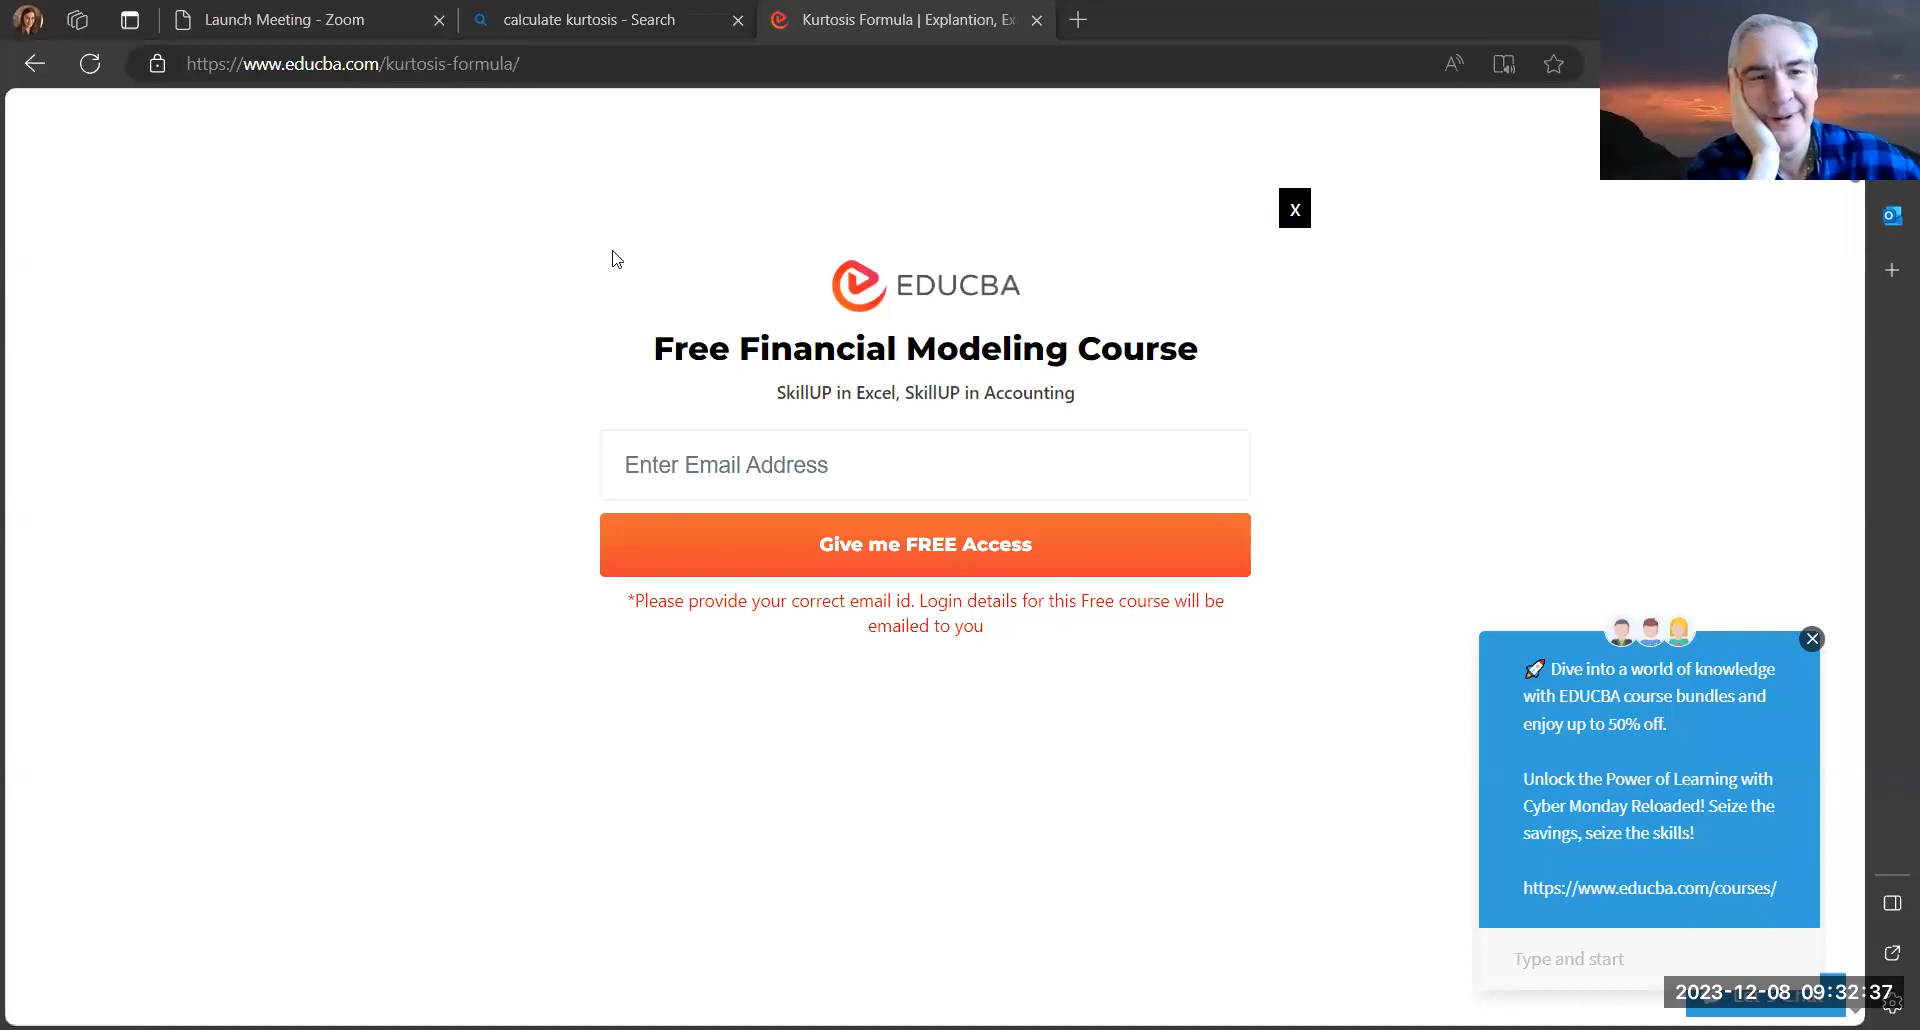 Launch Meeting - Zoom
calculate kurtosis - Search
Kurtosis Formula | Explantion, Ex
https://www.educba.com/kurtosis-formula/
X
EDUCBA
Free Financial Modeling Course
SkillUP in Excel, SkillUP in Accounting
Enter Email Address
Give me FREE Access
*Please provide your correct email id. Login details for this Free course will be
emailed to you
🚀 Dive into a world of knowledge
with EDUCBA course bundles and
enjoy up to 50% off.
Unlock the Power of Learning with
Cyber Monday Reloaded! Seize the
savings, seize the skills!
https://www.educba.com/courses/
Type and start
2023-12-08 09:32:37